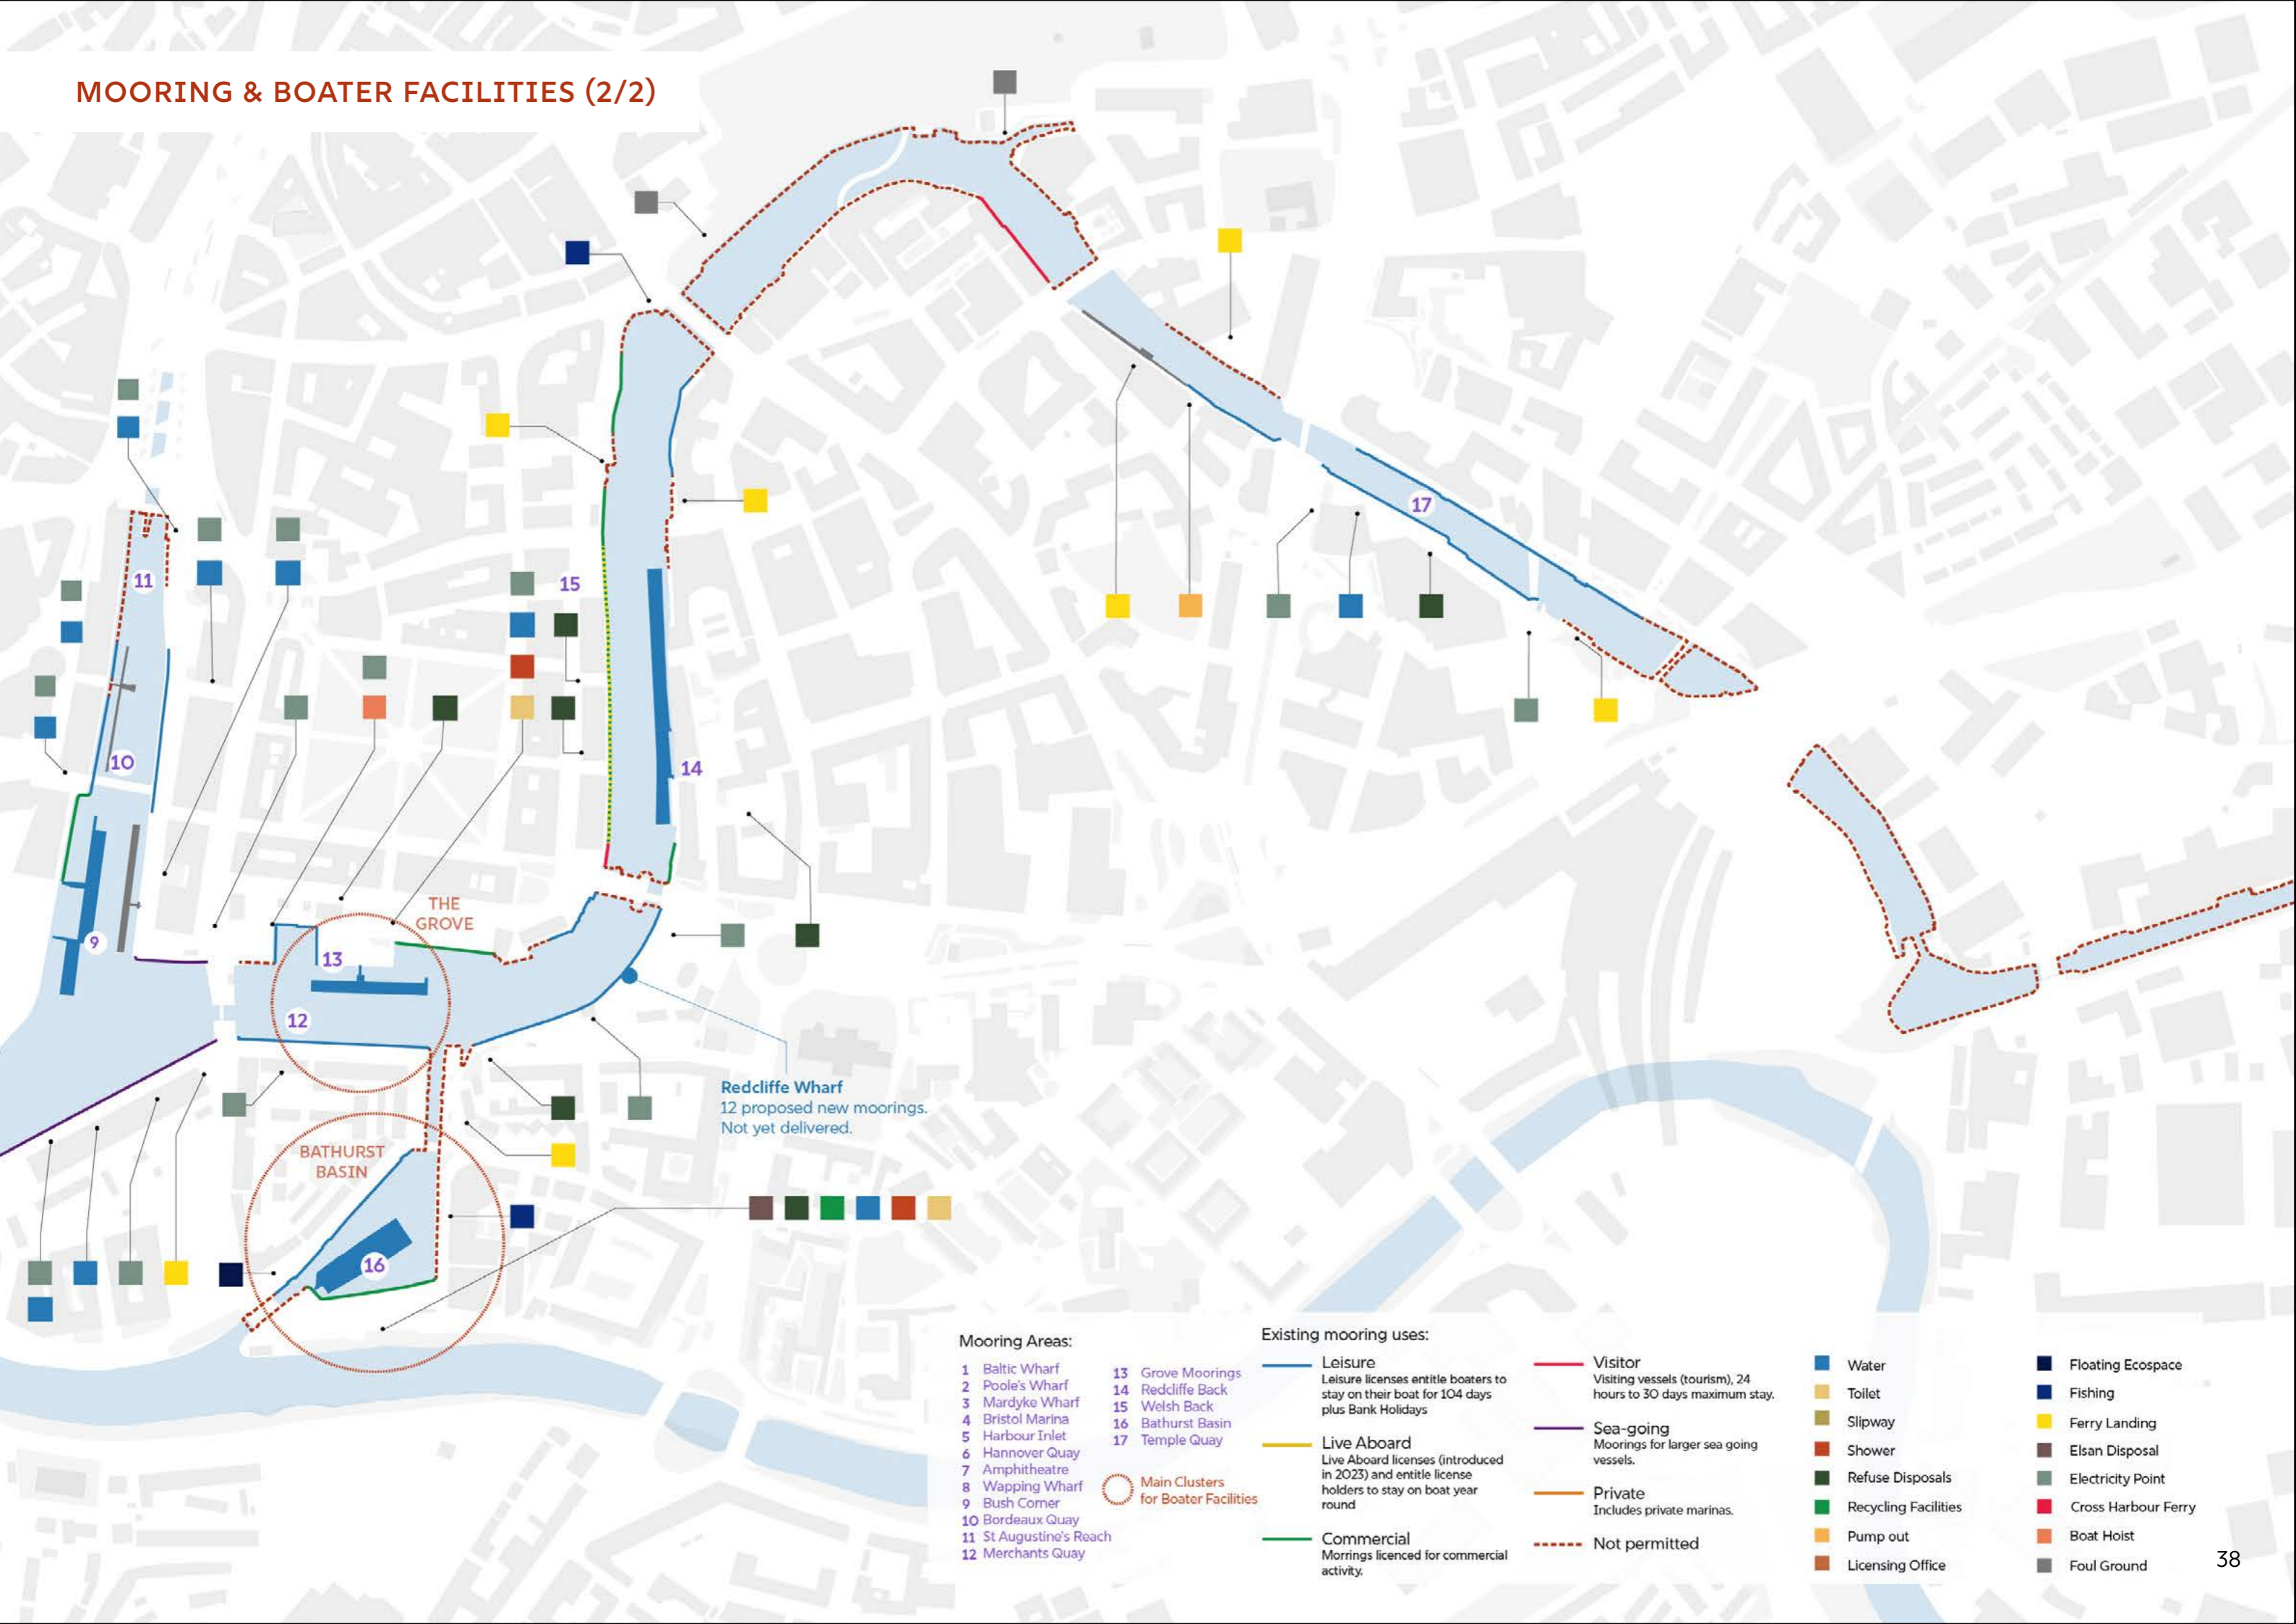 MOORING & BOATER FACILITIES (2/2)
11
10
9
15
14
17
THE
GROVE
13
12
Redcliffe Wharf
12 proposed new moorings.
Not yet delivered.
BATHURST
BASIN
16
Mooring Areas:
1 Baltic Wharf
2 Poole's Wharf
3 Mardyke Wharf
4 Bristol Marina
5 Harbour Inlet
6 Hannover Quay
7 Amphitheatre
8 Wapping Wharf
9 Bush Corner
10 Bordeaux Quay
11 St Augustine's Reach
12 Merchants Quay
13 Grove Moorings
14 Redcliffe Back
15 Welsh Back
16 Bathurst Basin
17 Temple Quay
Main Clusters
for Boater Facilities
Existing mooring uses:
Leisure
Leisure licenses entitle boaters to
stay on their boat for 104 days
plus Bank Holidays
Live Aboard
Live Aboard licenses (introduced
in 2023) and entitle license
holders to stay on boat year
round
Commercial
Morrings licenced for commercial
activity.
Visitor
Visiting vessels (tourism), 24
hours to 30 days maximum stay.
Sea-going
Moorings for larger sea going
vessels.
Private
Includes private marinas.
Not permitted
Water
Toilet
Slipway
Shower
Refuse Disposals
Recycling Facilities
Pump out
Licensing Office
Floating Ecospace
Fishing
Ferry Landing
Elsan Disposal
Electricity Point
Cross Harbour Ferry
Boat Hoist
Foul Ground
38